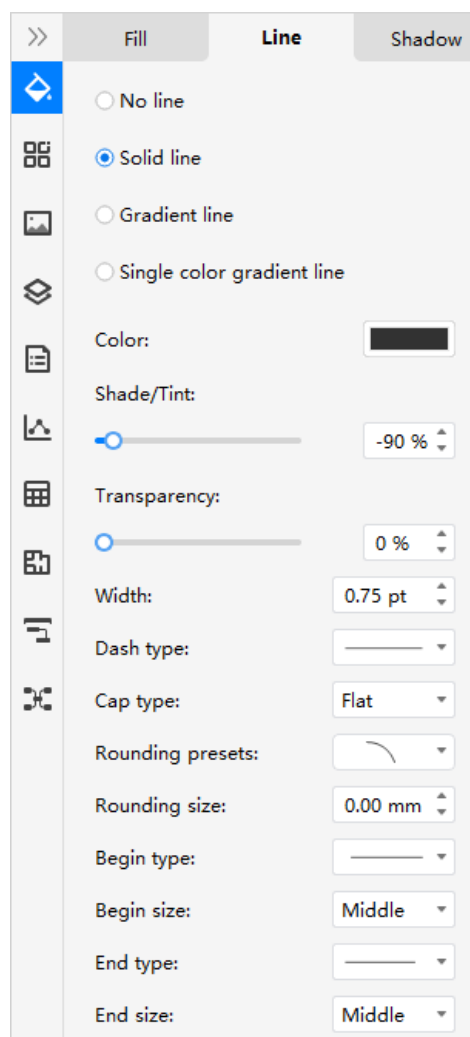 Fill Line Shadow
No line
Solid line
Gradient line
Single color gradient line
Color:
Shade/Tint:
-90 %
Transparency:
0 %
Width: 0.75 pt
Dash type:
Cap type: Flat
Rounding presets:
Rounding size: 0.00 mm
Begin type:
Begin size: Middle
End type:
End size: Middle